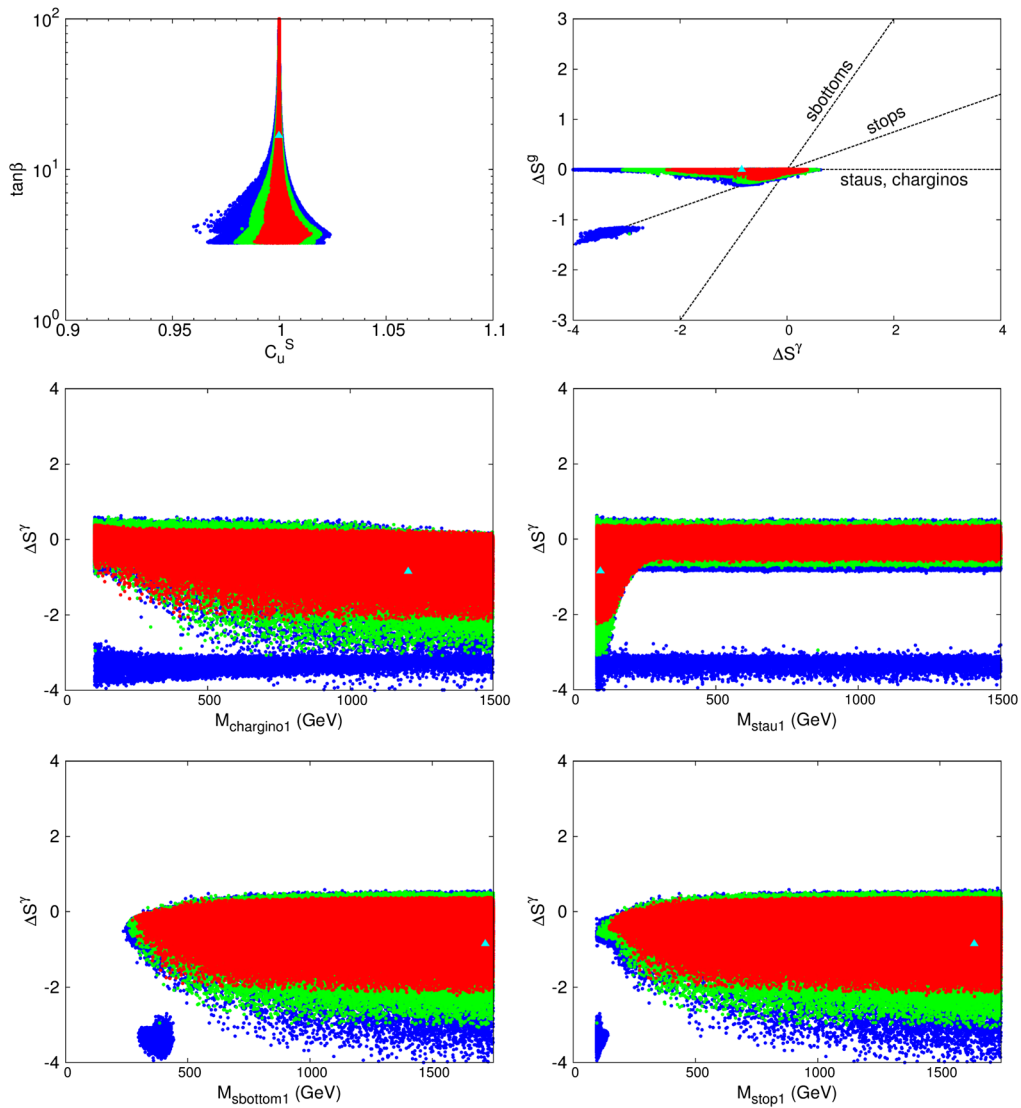 10²
10¹
10⁰
tanβ
0.9 0.95 1 1.05 1.1
C_u^S
3
2
1
0
-1
-2
-3
ΔS^g
sbottoms
stops
staus, charginos
-4 -2 0 2 4
ΔS^γ
4
2
0
-2
-4
ΔS^γ
0 500 1000 1500
M_chargino1 (GeV)
4
2
0
-2
-4
ΔS^γ
0 500 1000 1500
M_stau1 (GeV)
4
2
0
-2
-4
ΔS^γ
0 500 1000 1500
M_sbottom1 (GeV)
4
2
0
-2
-4
ΔS^γ
0 500 1000 1500
M_stop1 (GeV)